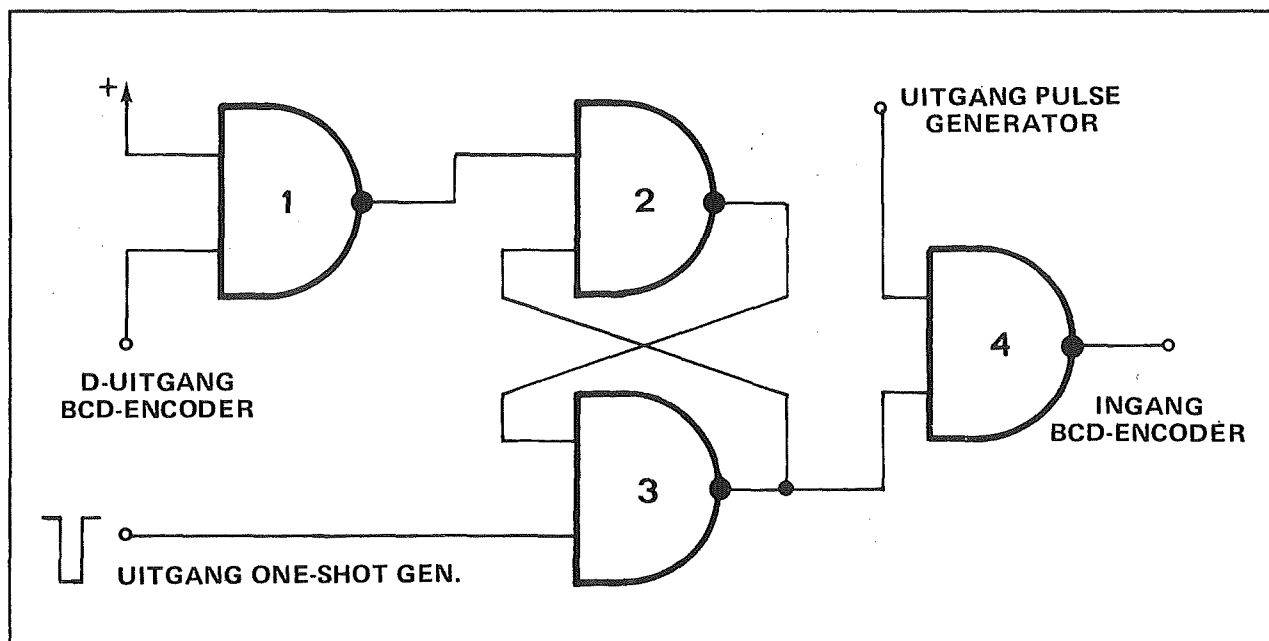 +
1
2
UITGANG PULSE
GENERATOR
D-UITGANG
BCD-ENCODER
4
INGANG
BCD-ENCODER
3
UITGANG ONE-SHOT GEN.